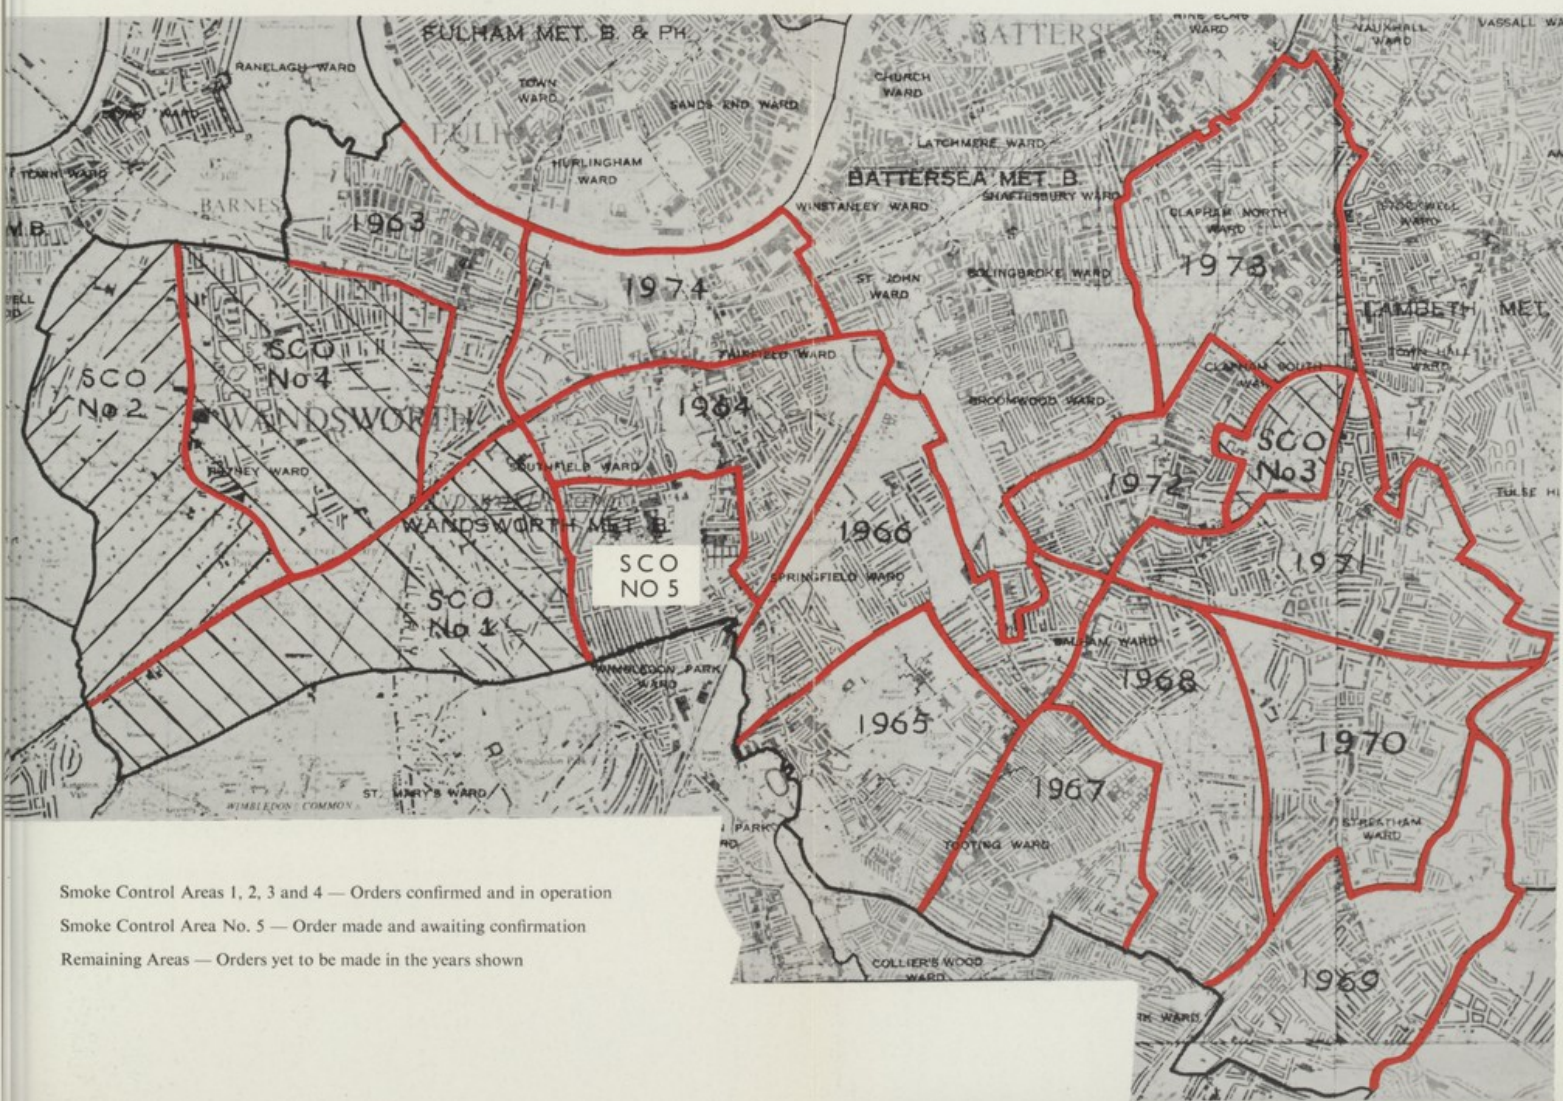 FULHAM MET. B. & PH.
BATTERS
WARD
VAUXHALL
WARD
VASSALL WA
RANELAGH WARD
TOWN
WARD
SANDS END WARD
CHURCH
WARD
FULH
LATCHMERE WARD
TOWN WARD
HURLINGHAM
WARD
BATTERSEA MET. B.
SHAFTESBURY WARD
BARNES
1963
WINSTANLEY WARD
CLAPHAM NORTH
WARD
STOCKWELL
WARD
M.B.
1974
ST JOHN
WARD
BOLINGBROKE WARD
1973
LAMBETH MET.
SCO
No 4
FAIRFIELD WARD
TOWN HALL
WARD
SCO
No 2
CLAPHAM SOUTH
WARD
WANDSWORTH
1964
BROOMWOOD WARD
SCO
No 3
PUTNEY WARD
SOUTHFIELD WARD
1972
TULSE HI
WANDSWORTH MET. B.
1966
SCO
NO 5
SPRINGFIELD WARD
1971
SCO
No 1
BALHAM WARD
WIMBLEDON PARK
WARD
1968
1965
1970
1967
ST. MARY'S WARD
WIMBLEDON COMMON
N PARK
RD.
TOOTING WARD
STREATHAM
WARD
Smoke Control Areas 1, 2, 3 and 4 — Orders confirmed and in operation
Smoke Control Area No. 5 — Order made and awaiting confirmation
Remaining Areas — Orders yet to be made in the years shown
COLLIER'S WOOD
WARD
1969
RK WARD